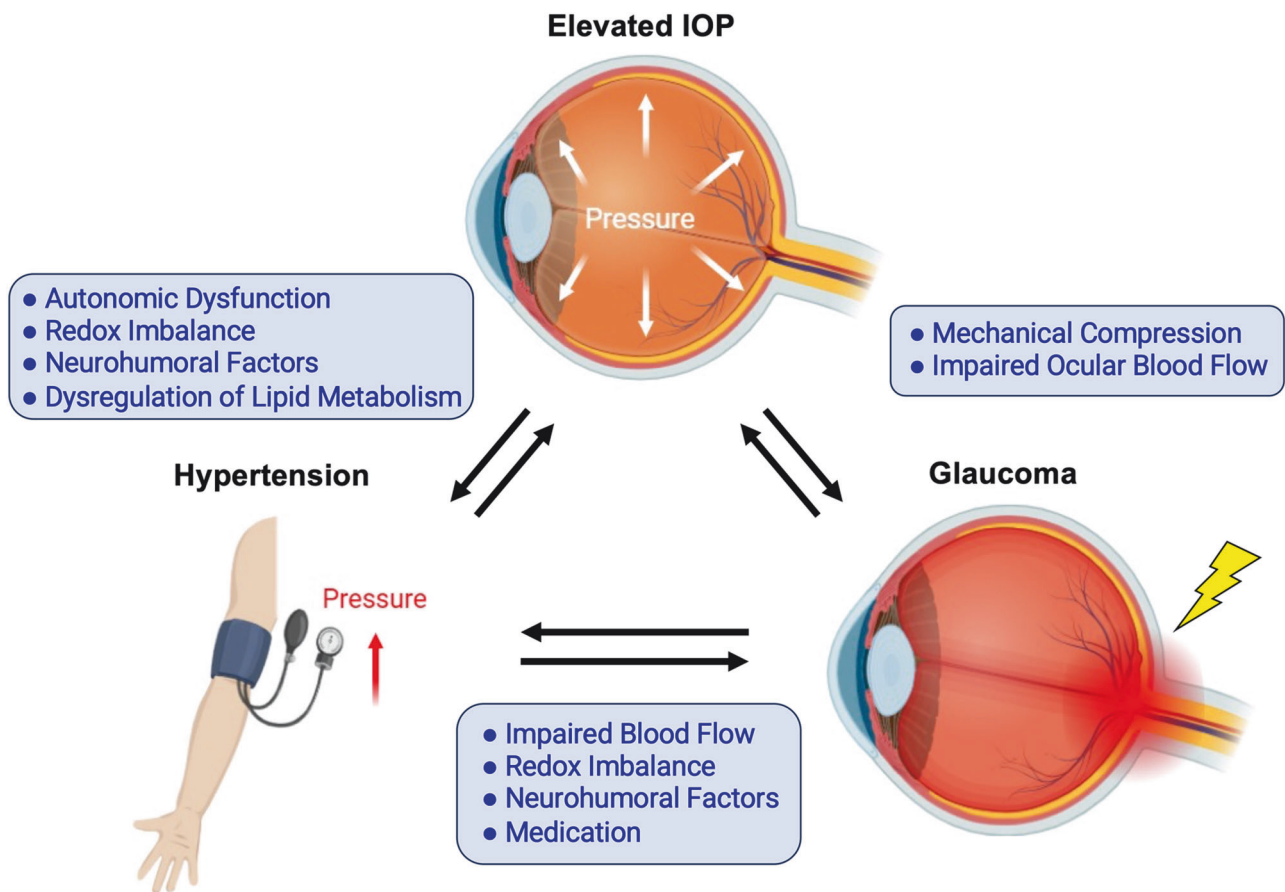 Elevated IOP
Pressure
● Autonomic Dysfunction
● Redox Imbalance
● Neurohumoral Factors
● Dysregulation of Lipid Metabolism
● Mechanical Compression
● Impaired Ocular Blood Flow
Hypertension
Pressure
Glaucoma
● Impaired Blood Flow
● Redox Imbalance
● Neurohumoral Factors
● Medication